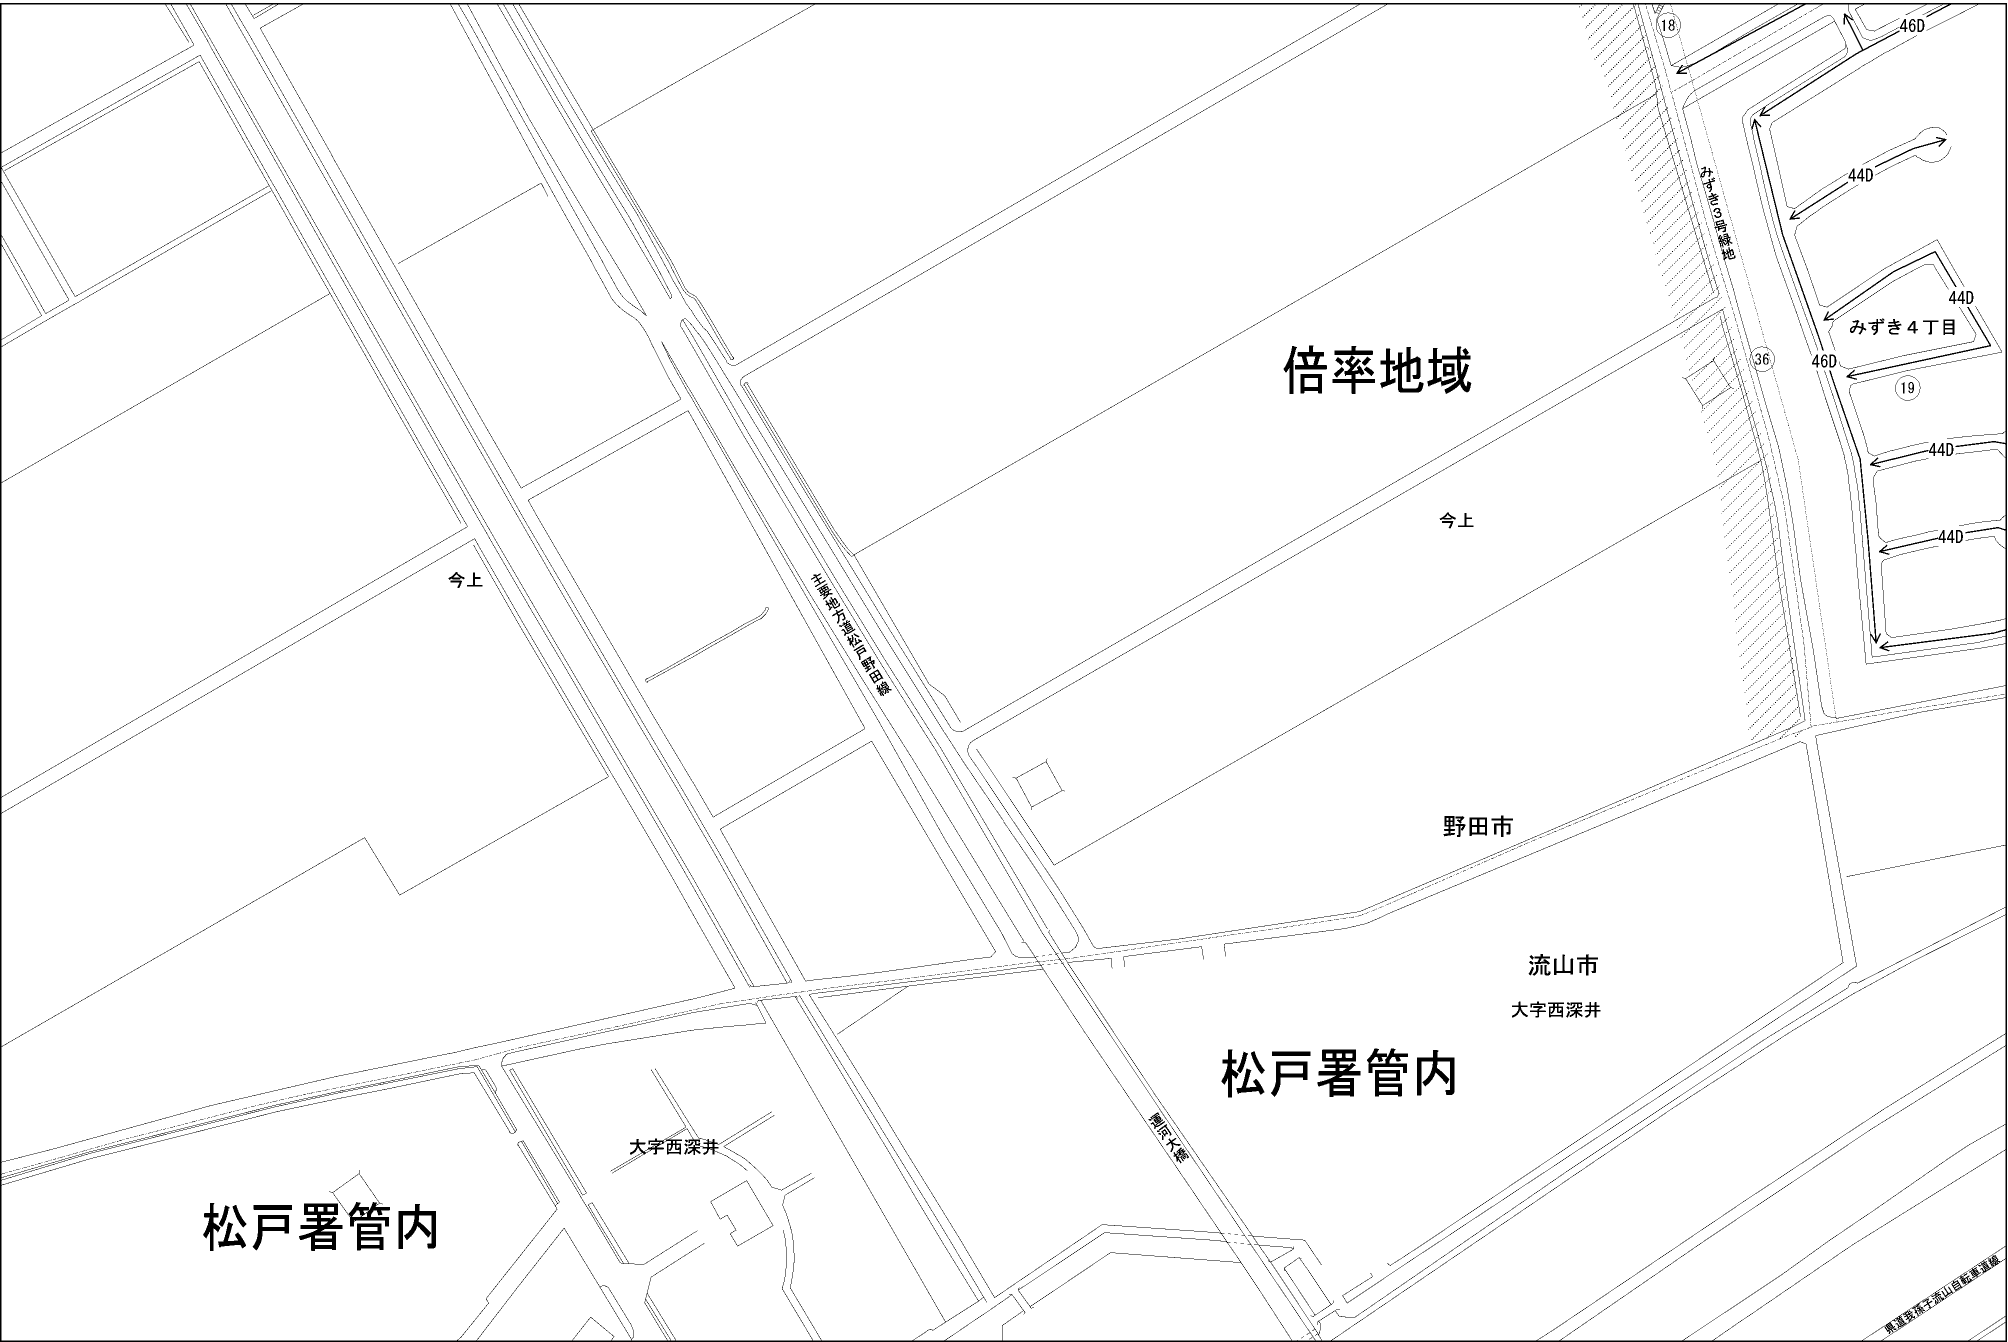 18
46D
44D
みずき３号緑地
44D
みずき４丁目
36
46D
19
倍率地域
44D
今上
44D
今上
主要地方道松戸野田線
野田市
流山市
大字西深井
松戸署管内
運河大橋
大字西深井
松戸署管内
県道我孫子流山自転車道線